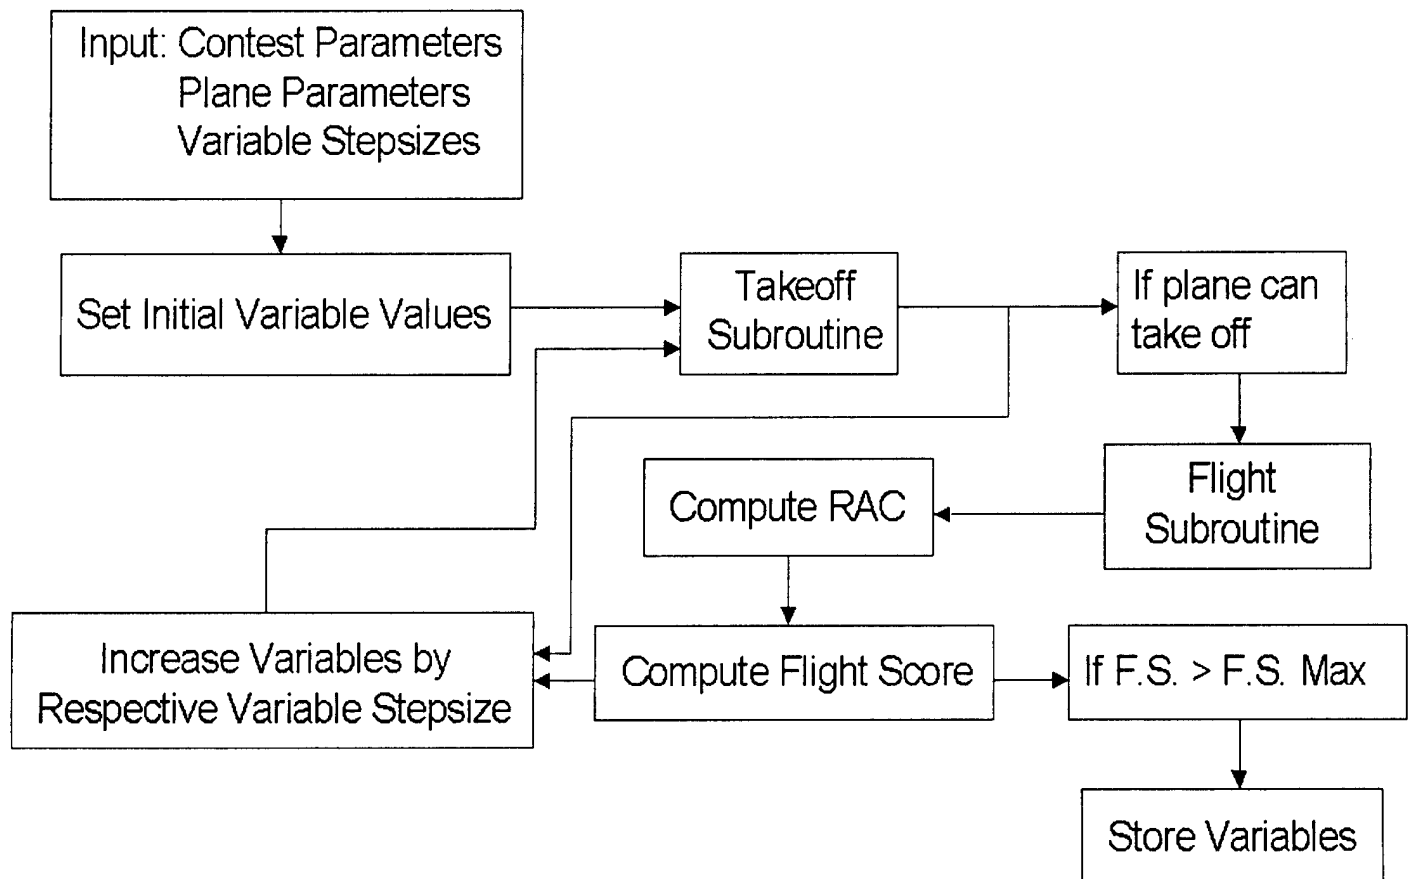 Input: Contest Parameters
Plane Parameters
Variable Stepsizes
Set Initial Variable Values
Takeoff
Subroutine
If plane can
take off
Flight
Subroutine
Compute RAC
Increase Variables by
Respective Variable Stepsize
Compute Flight Score
If F.S. > F.S. Max
Store Variables